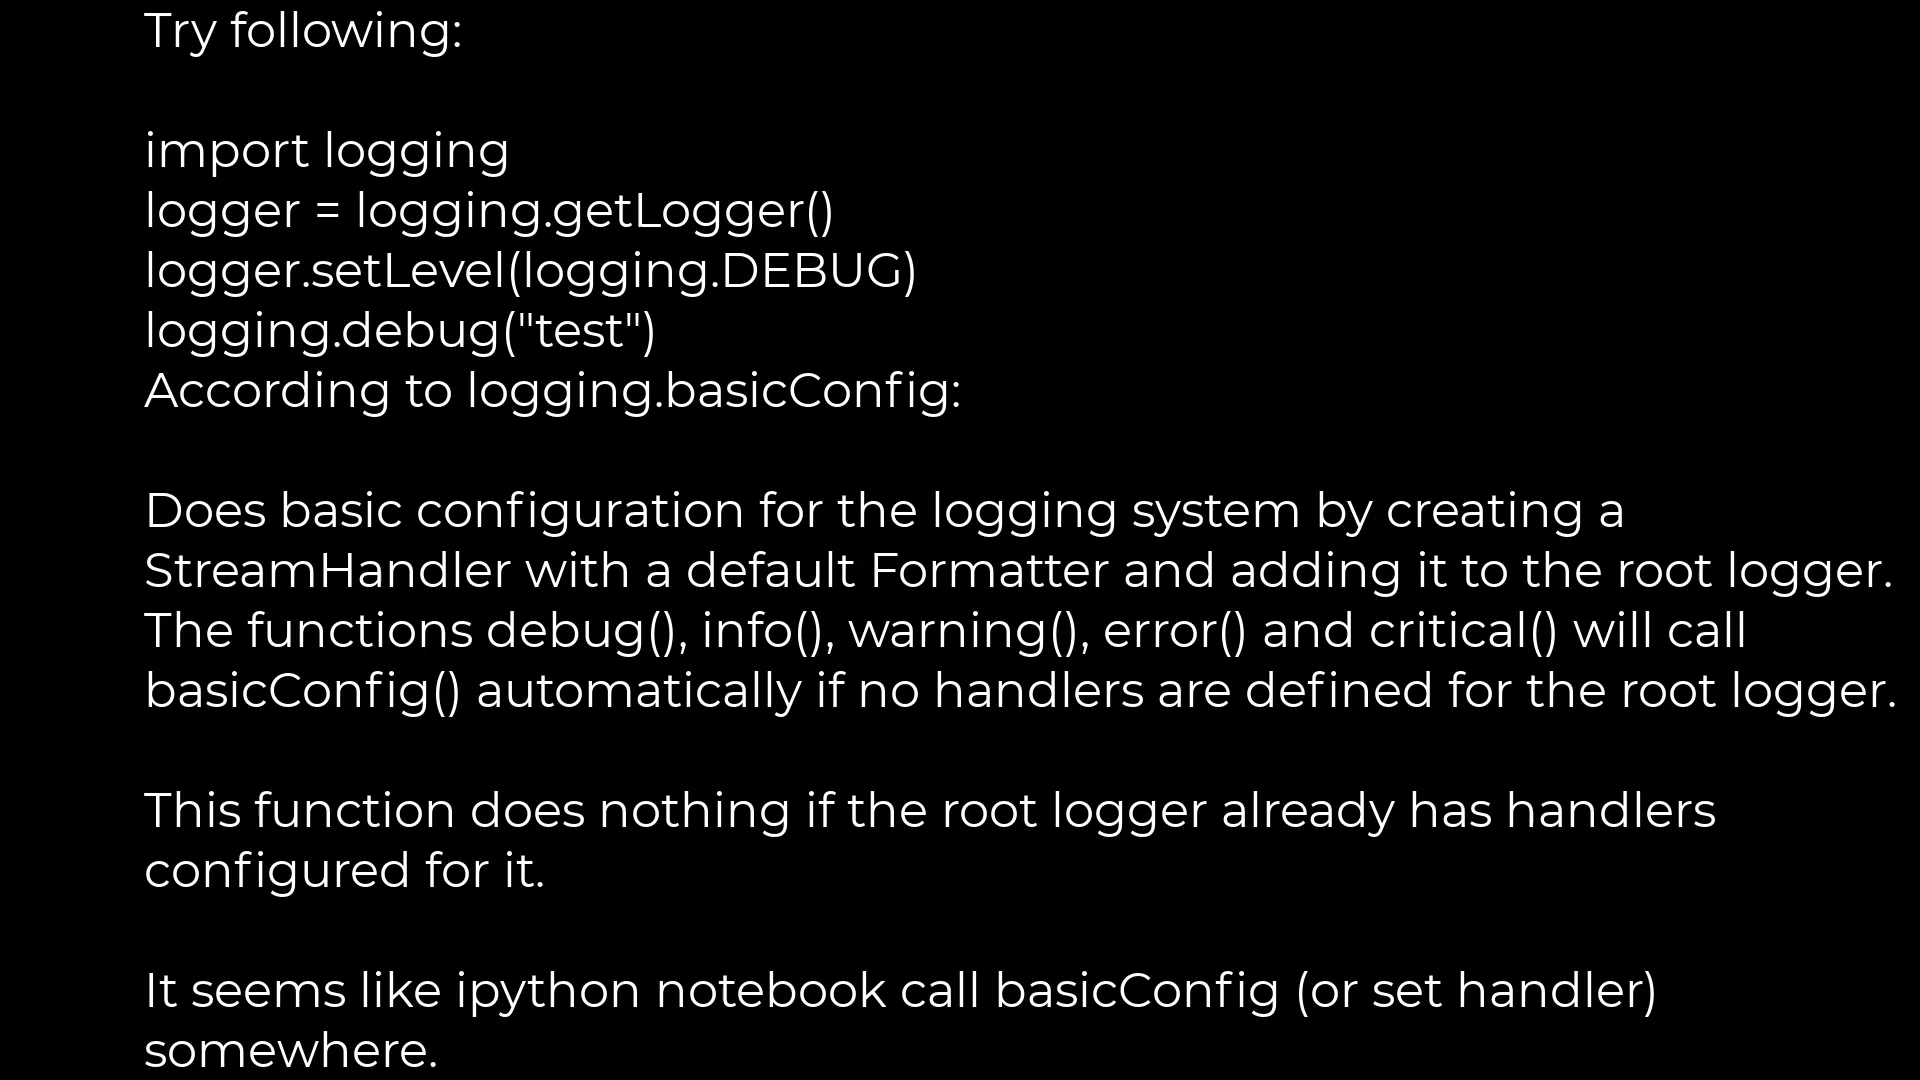 Try following:
import logging
logger = logging.getLogger()
logger.setLevel(logging.DEBUG)
logging.debug("test")
According to logging.basicConfig:
Does basic configuration for the logging system by creating a
StreamHandler with a default Formatter and adding it to the root logger.
The functions debug(), info(), warning(), error() and critical() will call
basicConfig() automatically if no handlers are defined for the root logger.
This function does nothing if the root logger already has handlers
configured for it.
It seems like ipython notebook call basicConfig (or set handler)
somewhere.